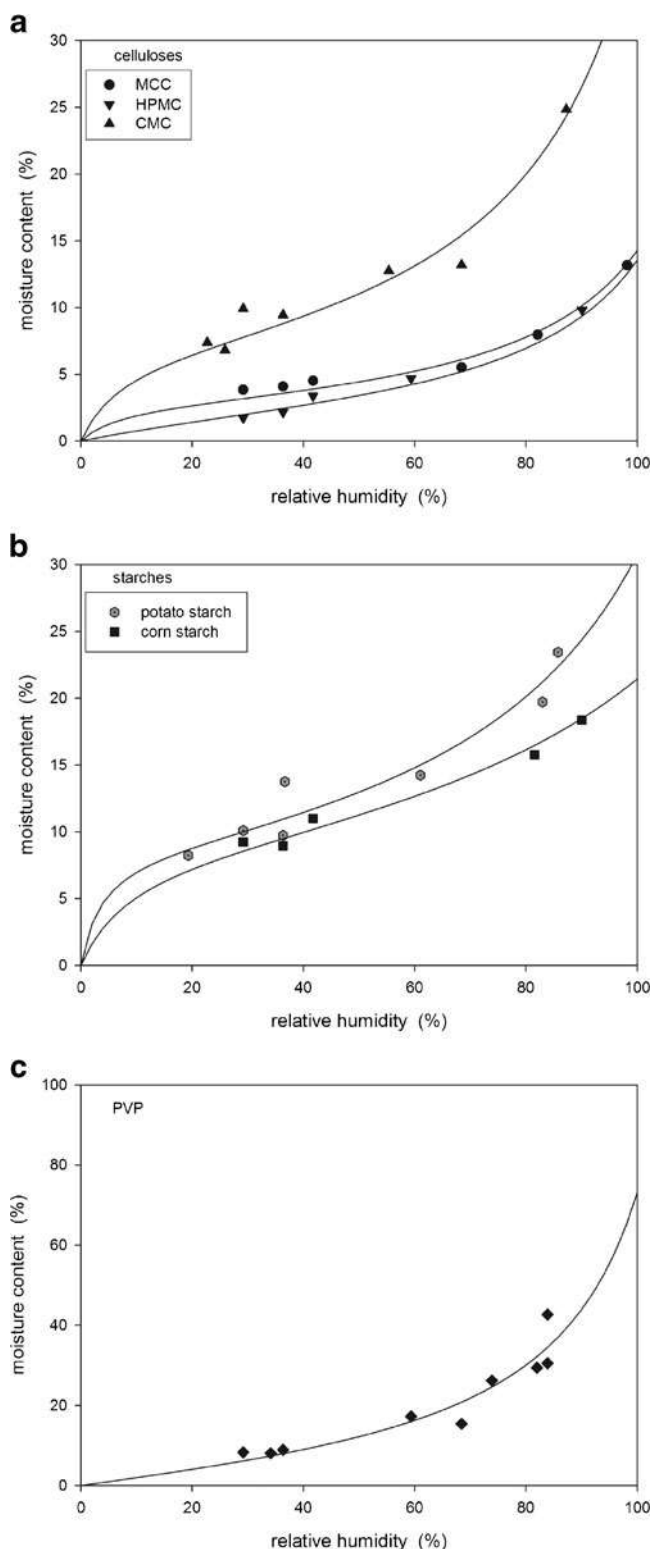 a
30
25
20
15
10
5
0
moisture content (%)
celluloses
MCC
HPMC
CMC
0 20 40 60 80 100
relative humidity (%)
b
30
25
20
15
10
5
0
moisture content (%)
starches
potato starch
corn starch
0 20 40 60 80 100
relative humidity (%)
c
100
80
60
40
20
0
moisture content (%)
PVP
0 20 40 60 80 100
relative humidity (%)